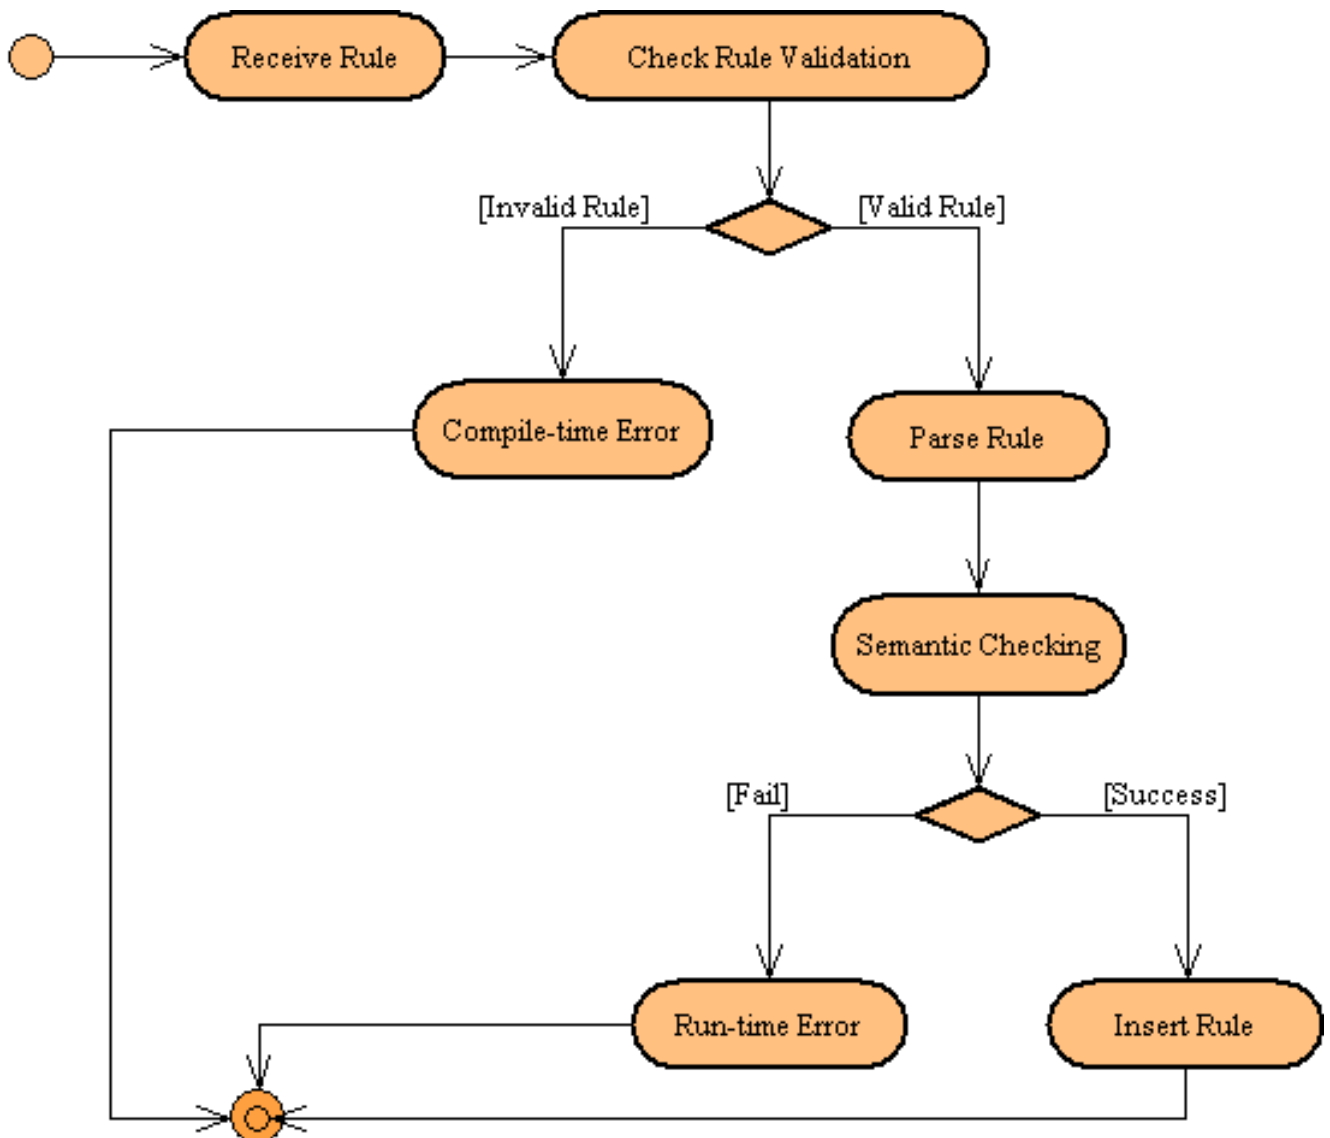 Receive Rule
Check Rule Validation
[Invalid Rule]
[Valid Rule]
Compile-time Error
Parse Rule
Semantic Checking
[Fail]
[Success]
Run-time Error
Insert Rule